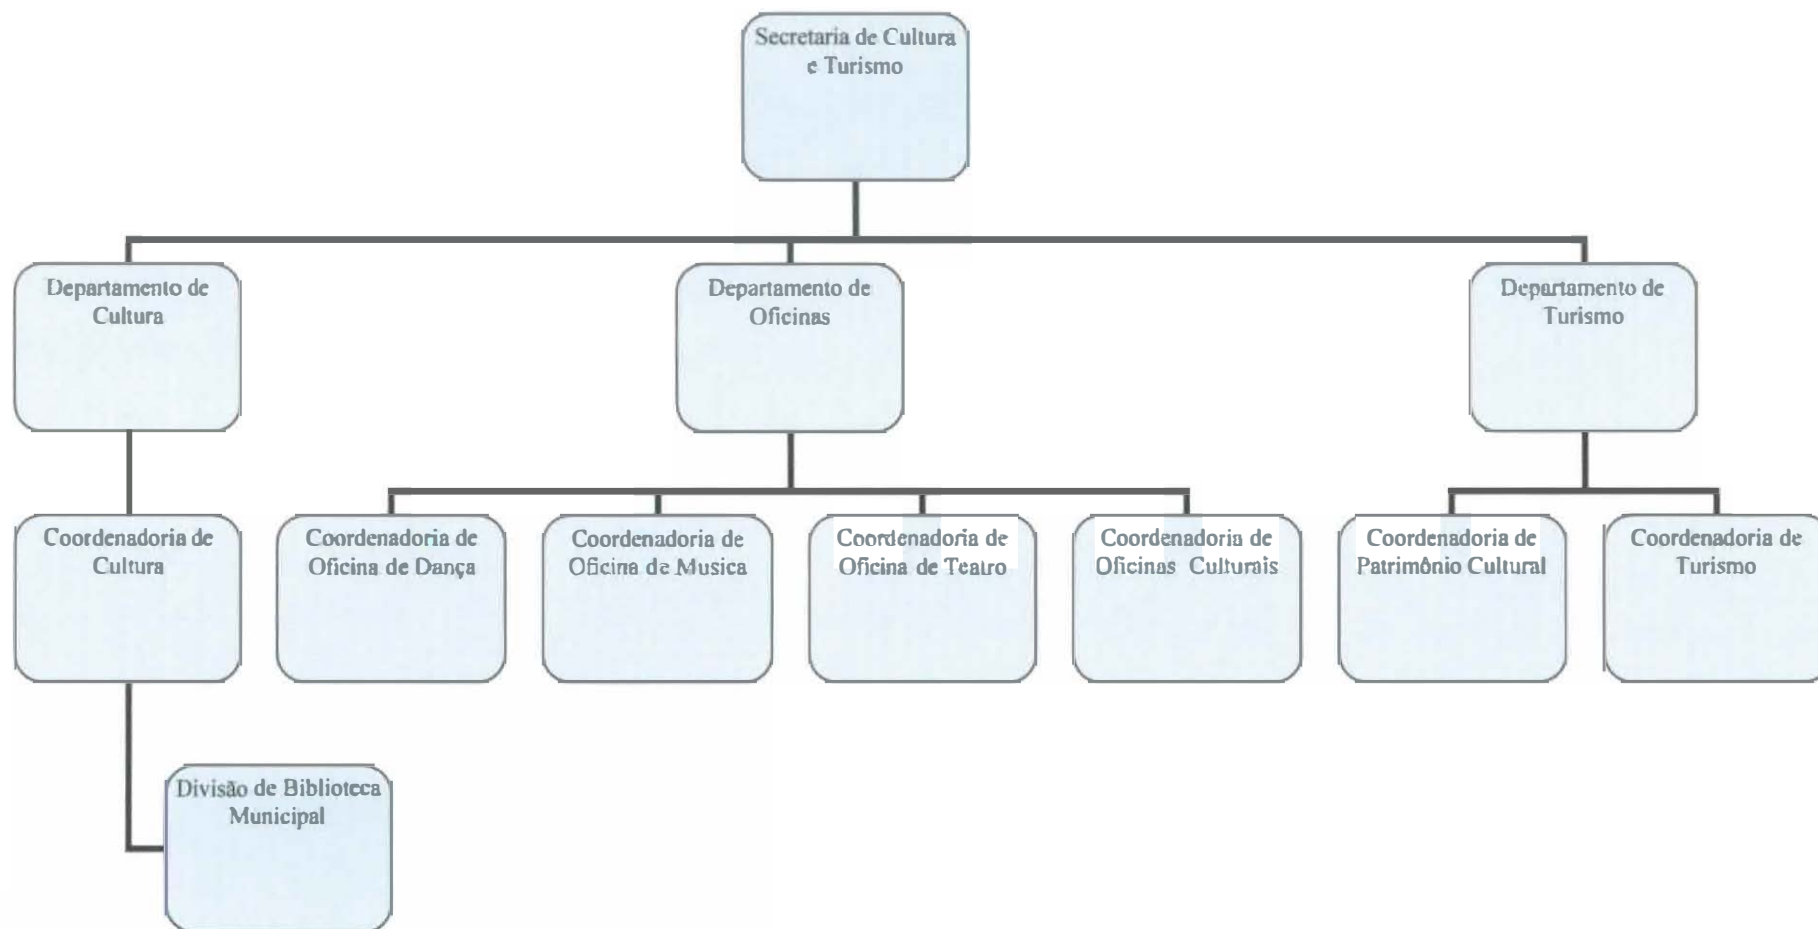 Secretaria de Cultura
e Turismo
Departamento de
Cultura
Departamento de
Oficinas
Departamento de
Turismo
Coordenadoria de
Cultura
Coordenadoria de
Oficina de Dança
Coordenadoria de
Oficina de Musica
Coordenadoria de
Oficina de Teatro
Coordenadoria de
Oficinas Culturais
Coordenadoria de
Patrimônio Cultural
Coordenadoria de
Turismo
Divisão de Biblioteca
Municipal